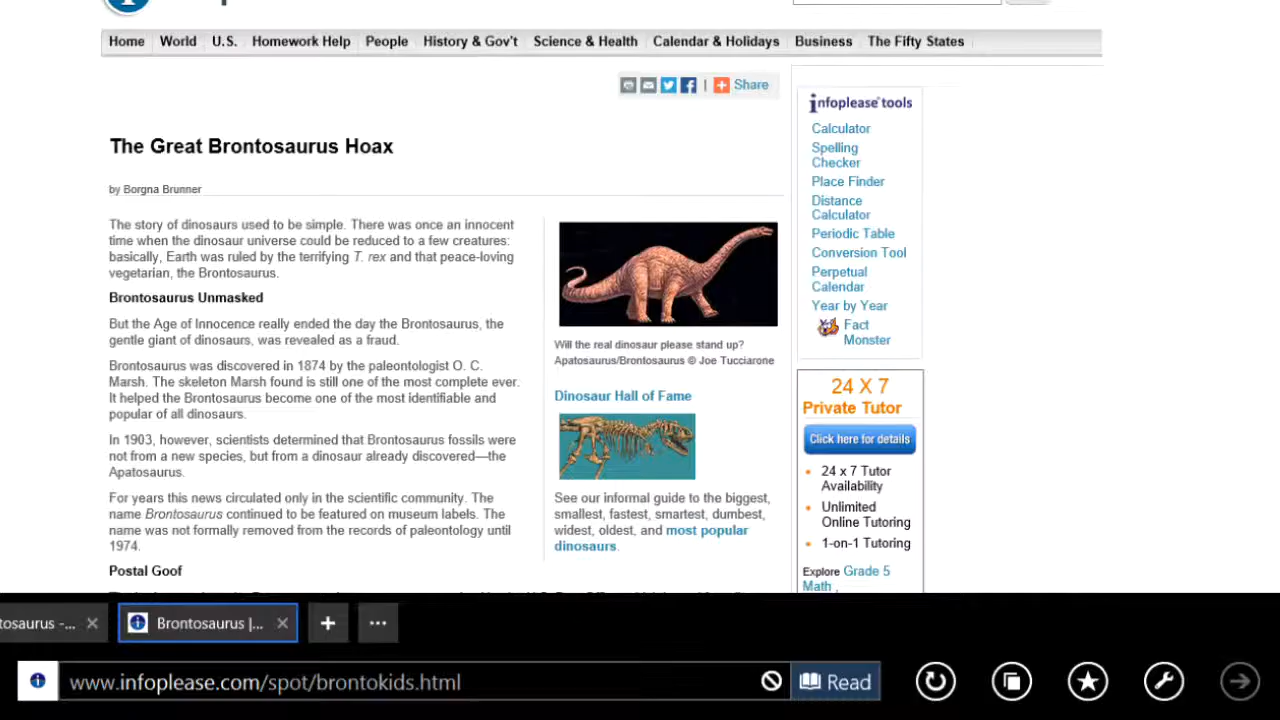 Home World U.S. Homework Help People History & Gov't Science & Health Calendar & Holidays Business The Fifty States
| Share
The Great Brontosaurus Hoax
by Borgna Brunner
The story of dinosaurs used to be simple. There was once an innocent
time when the dinosaur universe could be reduced to a few creatures:
basically, Earth was ruled by the terrifying T. rex and that peace-loving
vegetarian, the Brontosaurus.
Brontosaurus Unmasked
But the Age of Innocence really ended the day the Brontosaurus, the
gentle giant of dinosaurs, was revealed as a fraud.
Brontosaurus was discovered in 1874 by the paleontologist O. C.
Marsh. The skeleton Marsh found is still one of the most complete ever.
It helped the Brontosaurus become one of the most identifiable and
popular of all dinosaurs.
In 1903, however, scientists determined that Brontosaurus fossils were
not from a new species, but from a dinosaur already discovered—the
Apatosaurus.
For years this news circulated only in the scientific community. The
name Brontosaurus continued to be featured on museum labels. The
name was not formally removed from the records of paleontology until
1974.
Postal Goof
Will the real dinosaur please stand up?
Apatosaurus/Brontosaurus © Joe Tucciarone
Dinosaur Hall of Fame
See our informal guide to the biggest,
smallest, fastest, smartest, dumbest,
widest, oldest, and most popular
dinosaurs.
infoplease® tools
Calculator
Spelling
Checker
Place Finder
Distance
Calculator
Periodic Table
Conversion Tool
Perpetual
Calendar
Year by Year
Fact
Monster
24 X 7
Private Tutor
Click here for details
24 x 7 Tutor
Availability
Unlimited
Online Tutoring
1-on-1 Tutoring
Explore Grade 5
Math ,
tosaurus -...
Brontosaurus |...
www.infoplease.com/spot/brontokids.html
Read